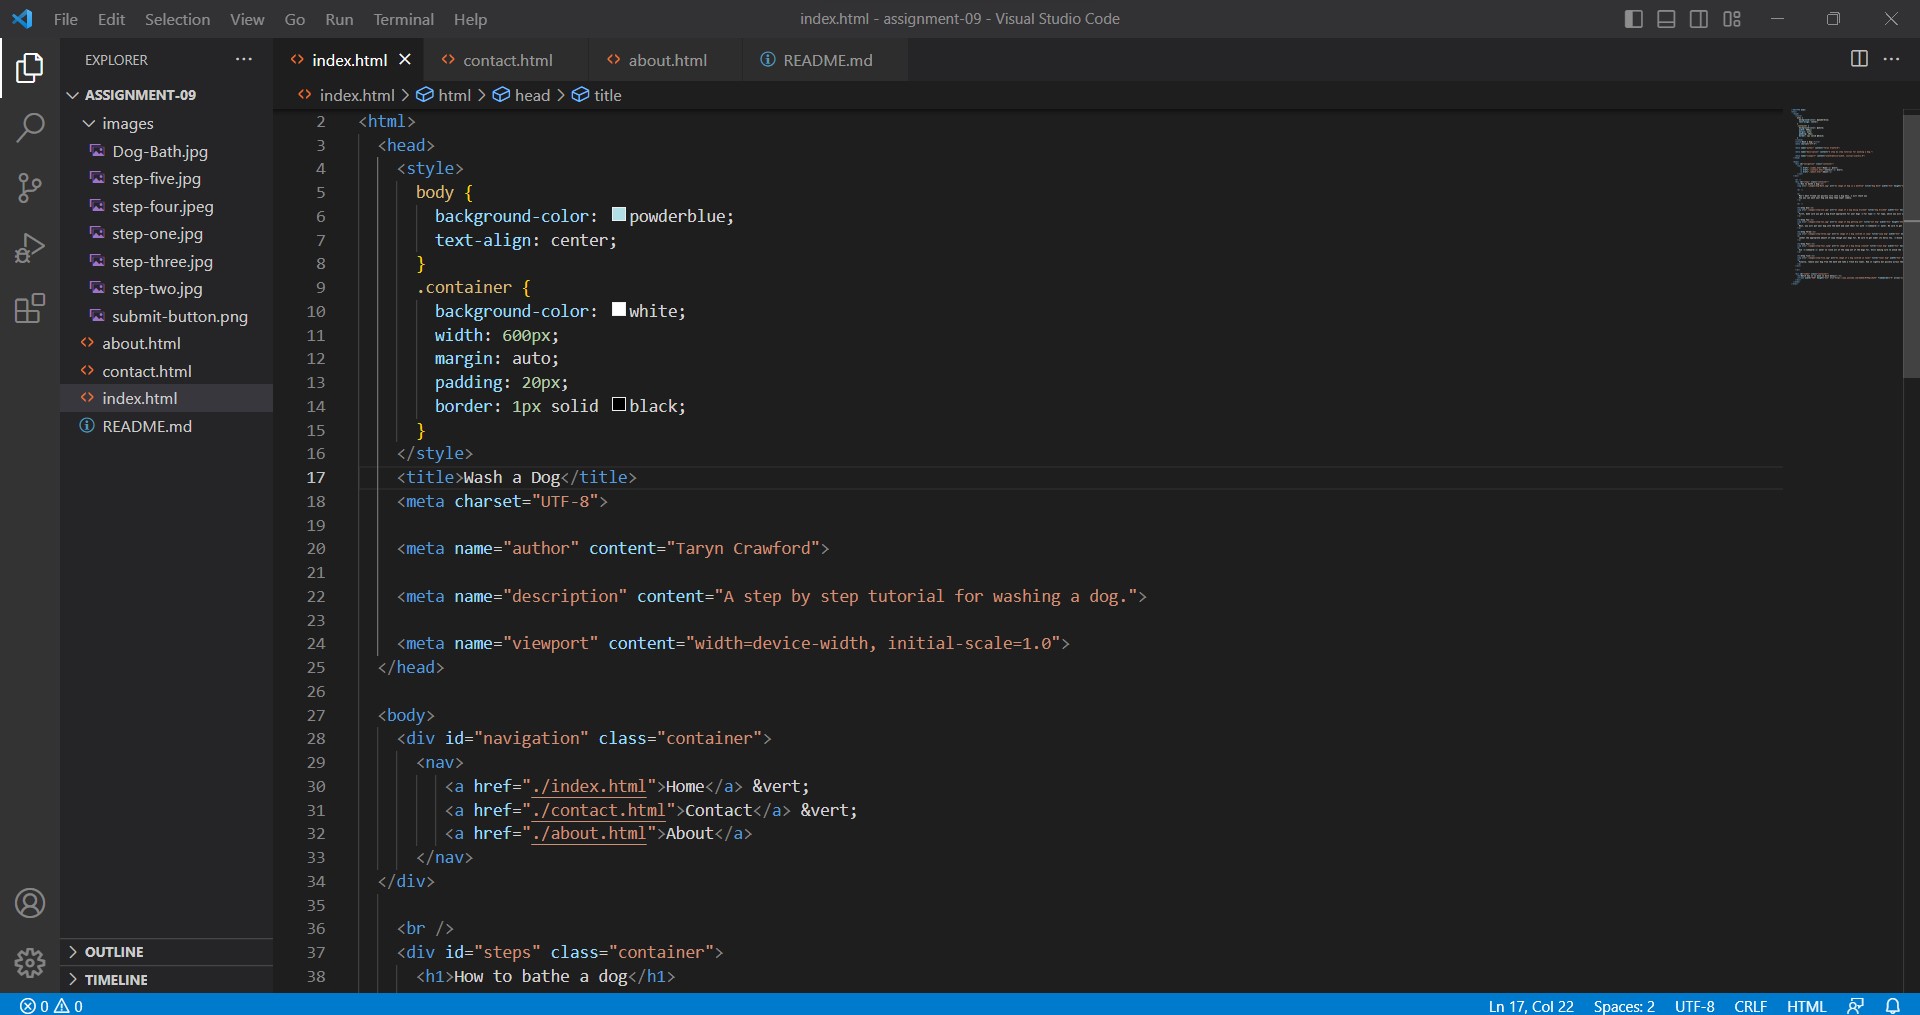 File Edit Selection View Go Run Terminal Help
index.html - assignment-09 - Visual Studio Code
EXPLORER
ASSIGNMENT-09
images
Dog-Bath.jpg
step-five.jpg
step-four.jpeg
step-one.jpg
step-three.jpg
step-two.jpg
submit-button.png
about.html
contact.html
index.html
README.md
OUTLINE
TIMELINE
index.html contact.html about.html README.md
index.html > html > head > title
2 <html>
3 <head>
4 <style>
5 body {
6 background-color: powderblue;
7 text-align: center;
8 }
9 .container {
10 background-color: white;
11 width: 600px;
12 margin: auto;
13 padding: 20px;
14 border: 1px solid black;
15 }
16 </style>
17 <title>Wash a Dog</title>
18 <meta charset="UTF-8">
19
20 <meta name="author" content="Taryn Crawford">
21
22 <meta name="description" content="A step by step tutorial for washing a dog.">
23
24 <meta name="viewport" content="width=device-width, initial-scale=1.0">
25 </head>
26
27 <body>
28 <div id="navigation" class="container">
29 <nav>
30 <a href="./index.html">Home</a> &vert;
31 <a href="./contact.html">Contact</a> &vert;
32 <a href="./about.html">About</a>
33 </nav>
34 </div>
35
36 <br />
37 <div id="steps" class="container">
38 <h1>How to bathe a dog</h1>
0 0
Ln 17, Col 22 Spaces: 2 UTF-8 CRLF HTML